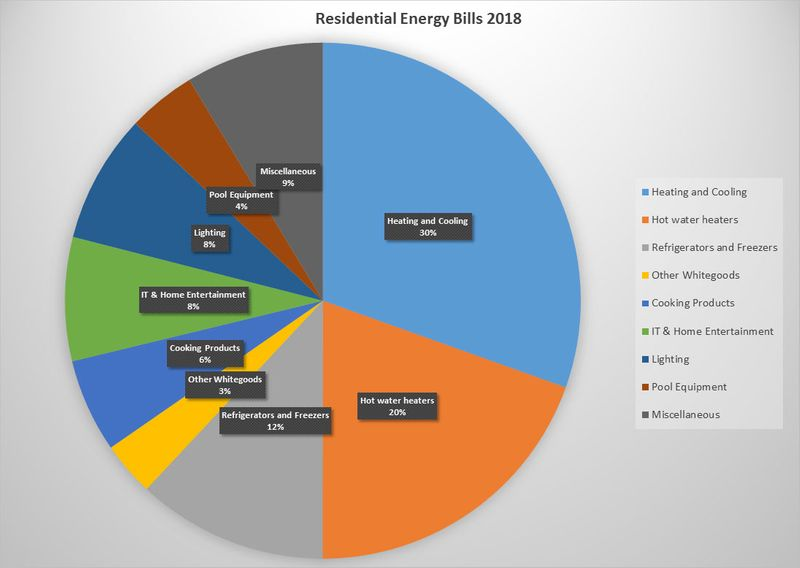 Residential Energy Bills 2018
Miscellaneous
9%
Pool Equipment
4%
Lighting
8%
Heating and Cooling
30%
IT & Home Entertainment
8%
Cooking Products
6%
Other Whitegoods
3%
Refrigerators and Freezers
12%
Hot water heaters
20%
Heating and Cooling
Hot water heaters
Refrigerators and Freezers
Other Whitegoods
Cooking Products
IT & Home Entertainment
Lighting
Pool Equipment
Miscellaneous